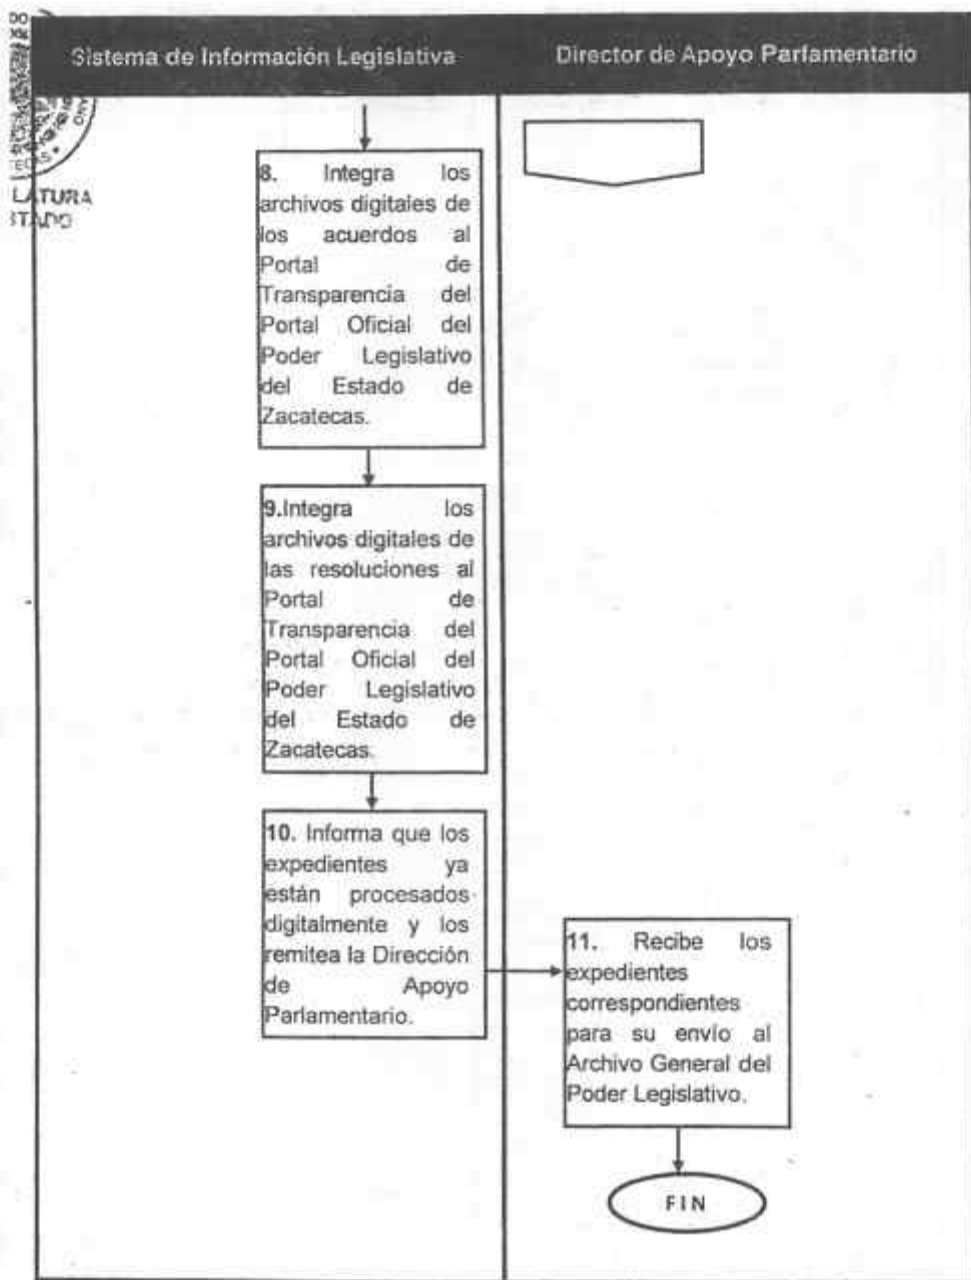 Sistema de Información Legislativa
Director de Apoyo Parlamentario
LATURA
STADO
8. Integra los
archivos digitales de
los acuerdos al
Portal de
Transparencia del
Portal Oficial del
Poder Legislativo
del Estado de
Zacatecas.
9.Integra los
archivos digitales de
las resoluciones al
Portal de
Transparencia del
Portal Oficial del
Poder Legislativo
del Estado de
Zacatecas.
10. Informa que los
expedientes ya
están procesados
digitalmente y los
remitea la Dirección
de Apoyo
Parlamentario.
11. Recibe los
expedientes
correspondientes
para su envío al
Archivo General del
Poder Legislativo.
FIN